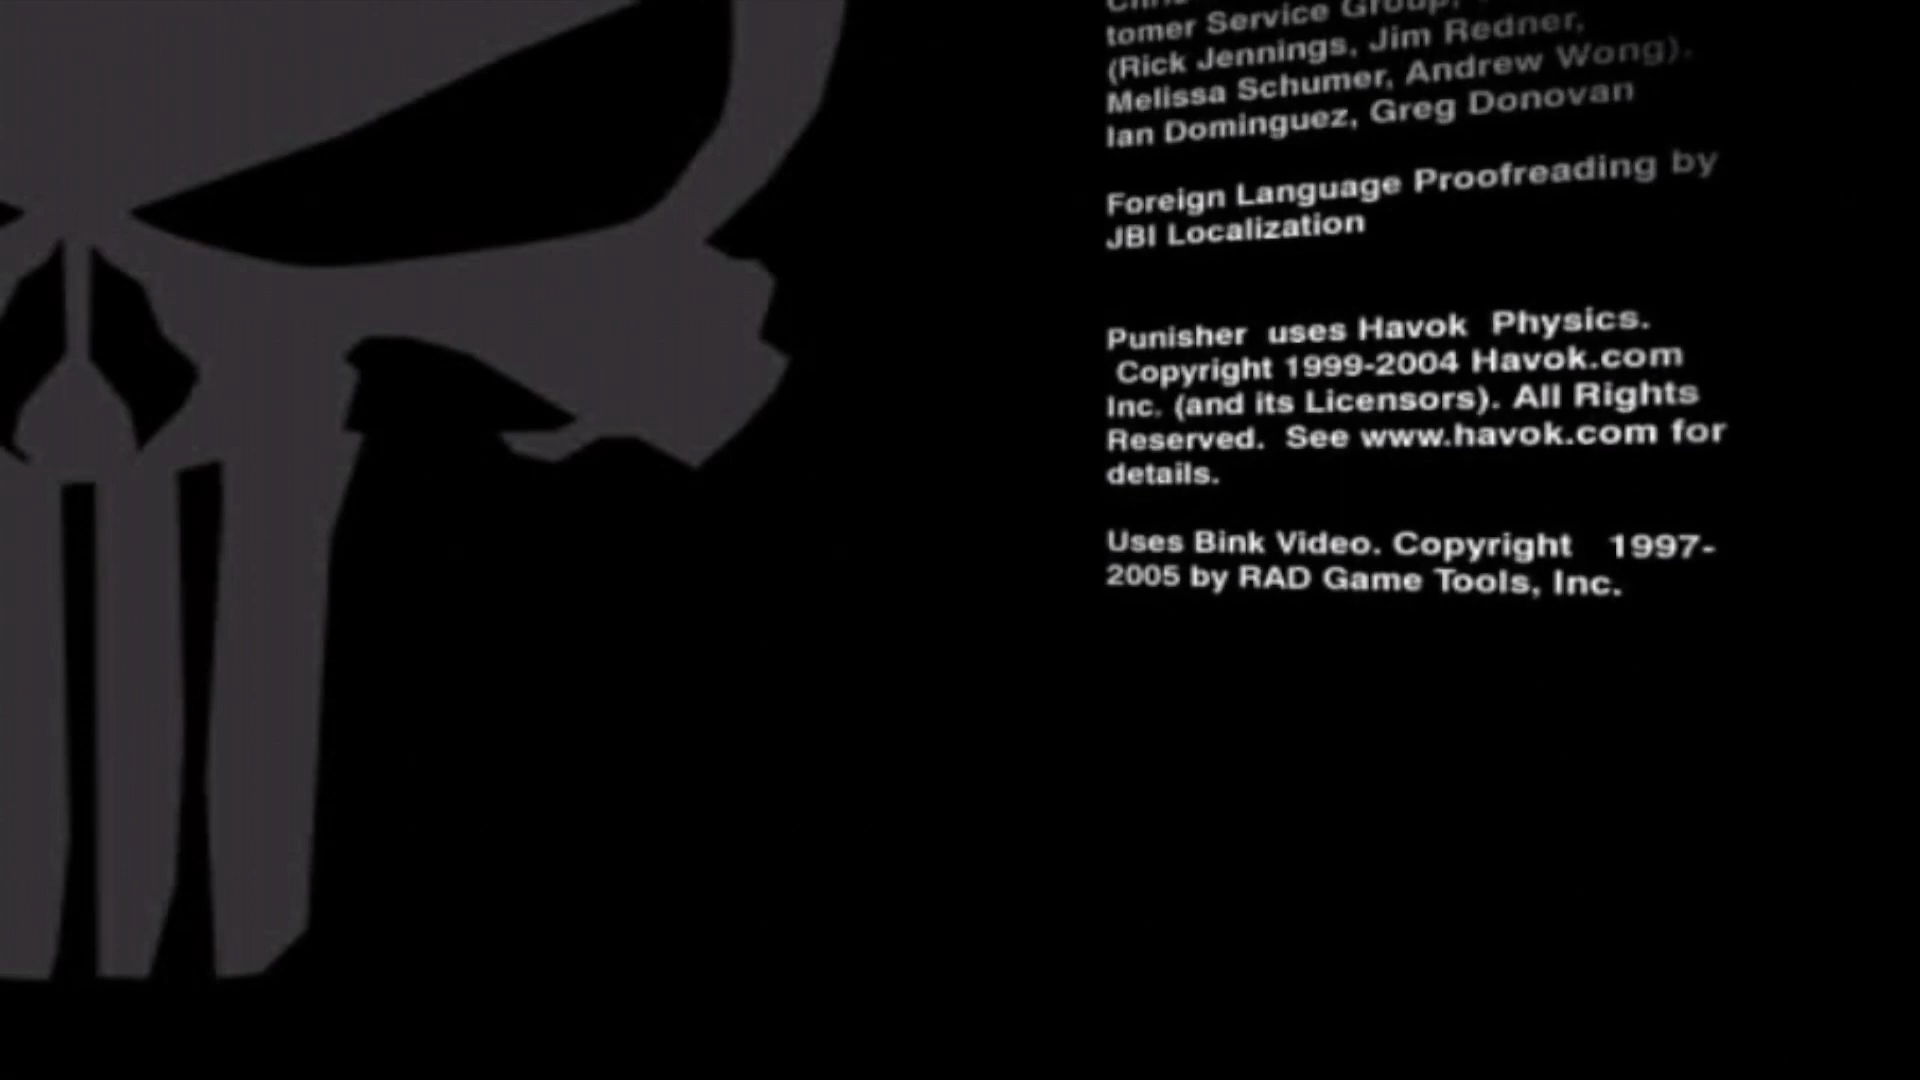 tomer Service Group,
(Rick Jennings, Jim Redner,
Melissa Schumer, Andrew Wong).
Ian Dominguez, Greg Donovan
Foreign Language Proofreading by
JBI Localization
Punisher uses Havok Physics.
Copyright 1999-2004 Havok.com
Inc. (and its Licensors). All Rights
Reserved. See www.havok.com for
details.
Uses Bink Video. Copyright 1997-
2005 by RAD Game Tools, Inc.